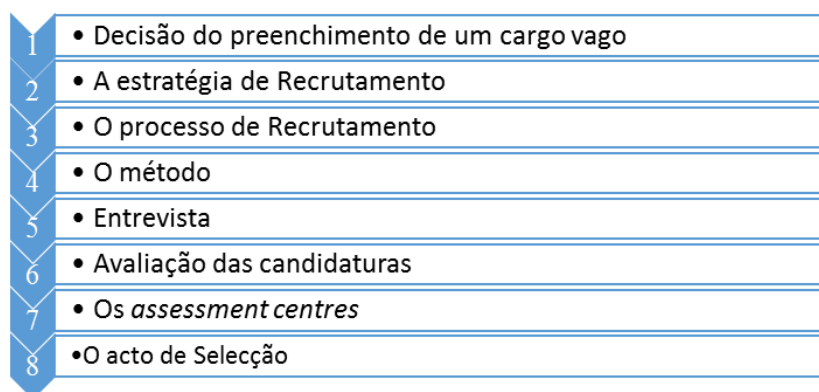 1 • Decisão do preenchimento de um cargo vago
2 • A estratégia de Recrutamento
3 • O processo de Recrutamento
4 • O método
5 • Entrevista
6 • Avaliação das candidaturas
7 • Os assessment centres
8 •O acto de Selecção